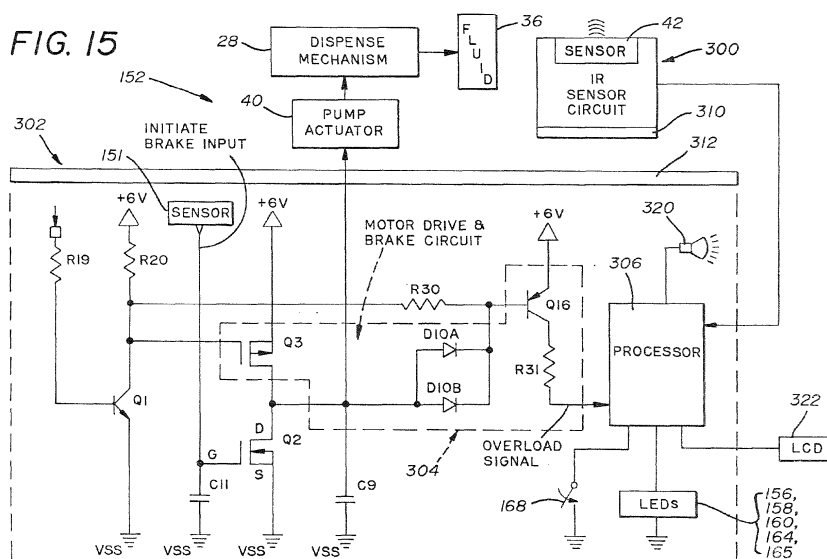 FIG. 15
28
DISPENSE
MECHANISM
FLUID
36
42
SENSOR
IR
SENSOR
CIRCUIT
300
310
152
40
PUMP
ACTUATOR
302
INITIATE
BRAKE INPUT
151
312
+6V
SENSOR
+6V
MOTOR DRIVE &
BRAKE CIRCUIT
+6V
320
R19
R20
R30
Q16
306
Q3
D10A
R31
PROCESSOR
Q1
D10B
D
Q2
G
S
304
OVERLOAD
SIGNAL
322
LCD
C11
C9
168
LEDs
156,
158,
160,
164,
165
VSS
VSS
VSS
VSS